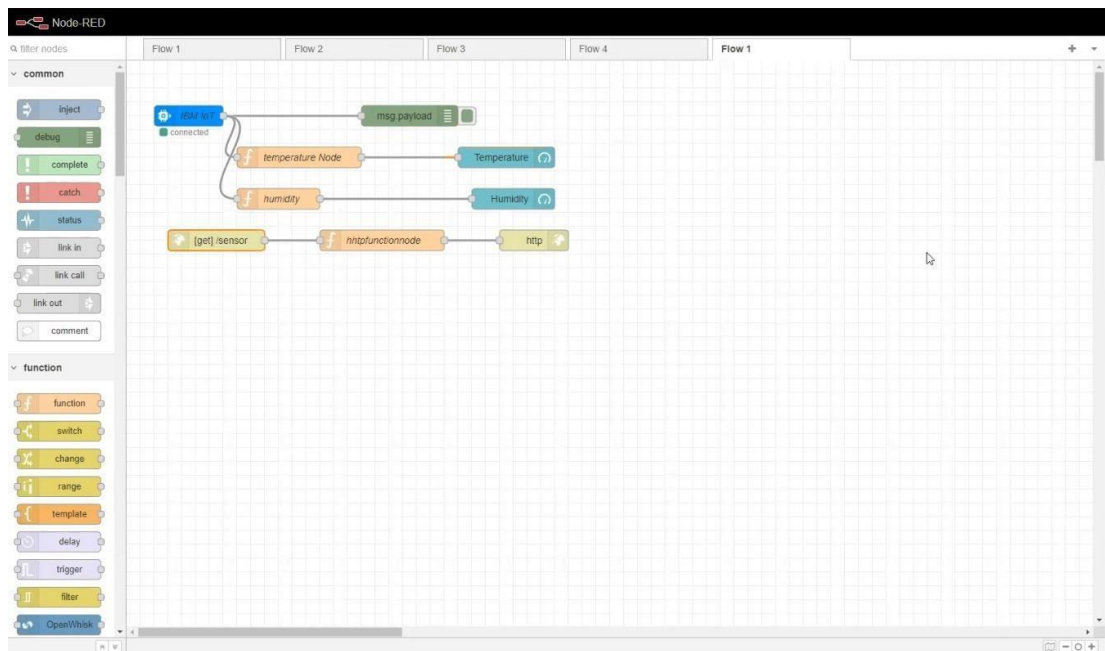 Node-RED
filter nodes
Flow 1
Flow 2
Flow 3
Flow 4
Flow 1
common
inject
debug
complete
catch
status
link in
link call
link out
comment
function
function
switch
change
range
template
delay
trigger
filter
OpenWhisk
IBM IoT
connected
msg.payload
temperature Node
Temperature
humidity
Humidity
[get] /sensor
hhtpfunctionnode
http